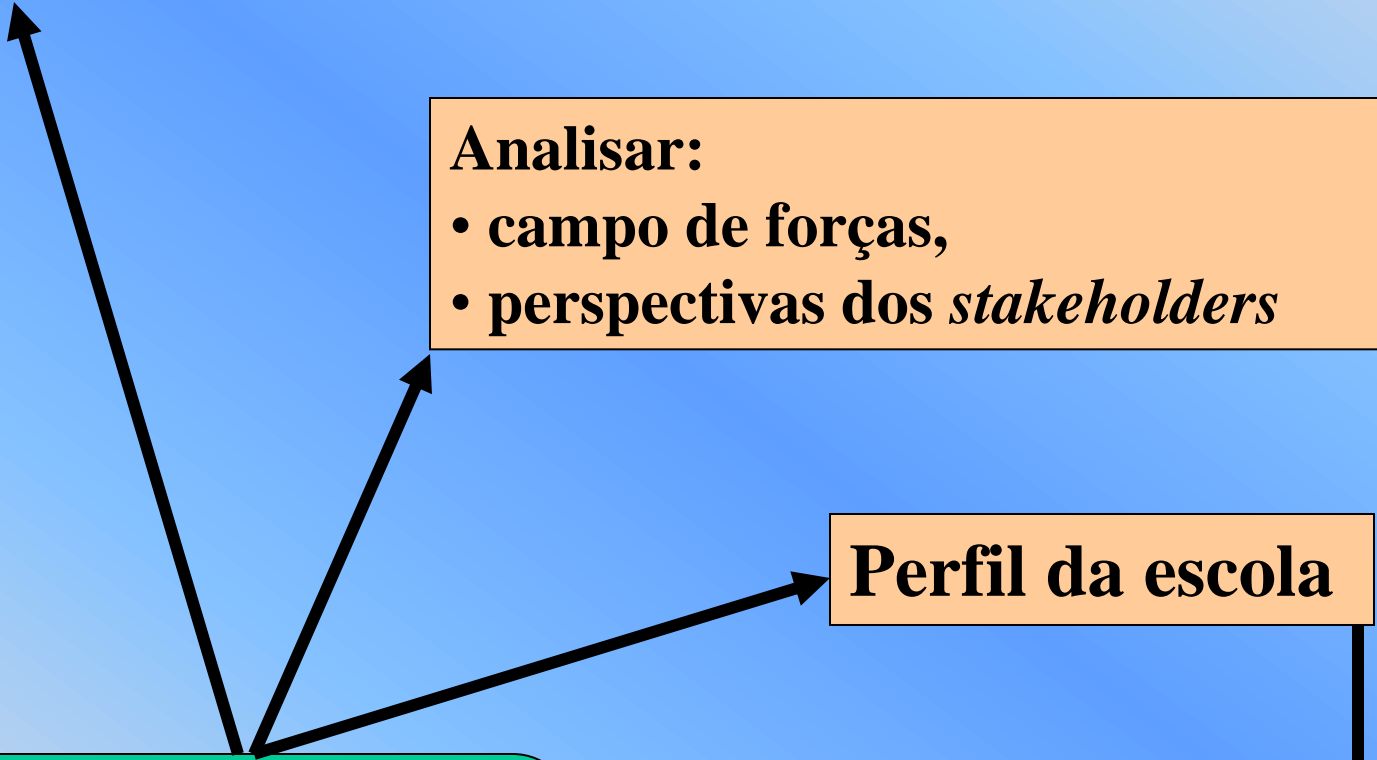 Analisar:
• campo de forças,
• perspectivas dos stakeholders
Perfil da escola